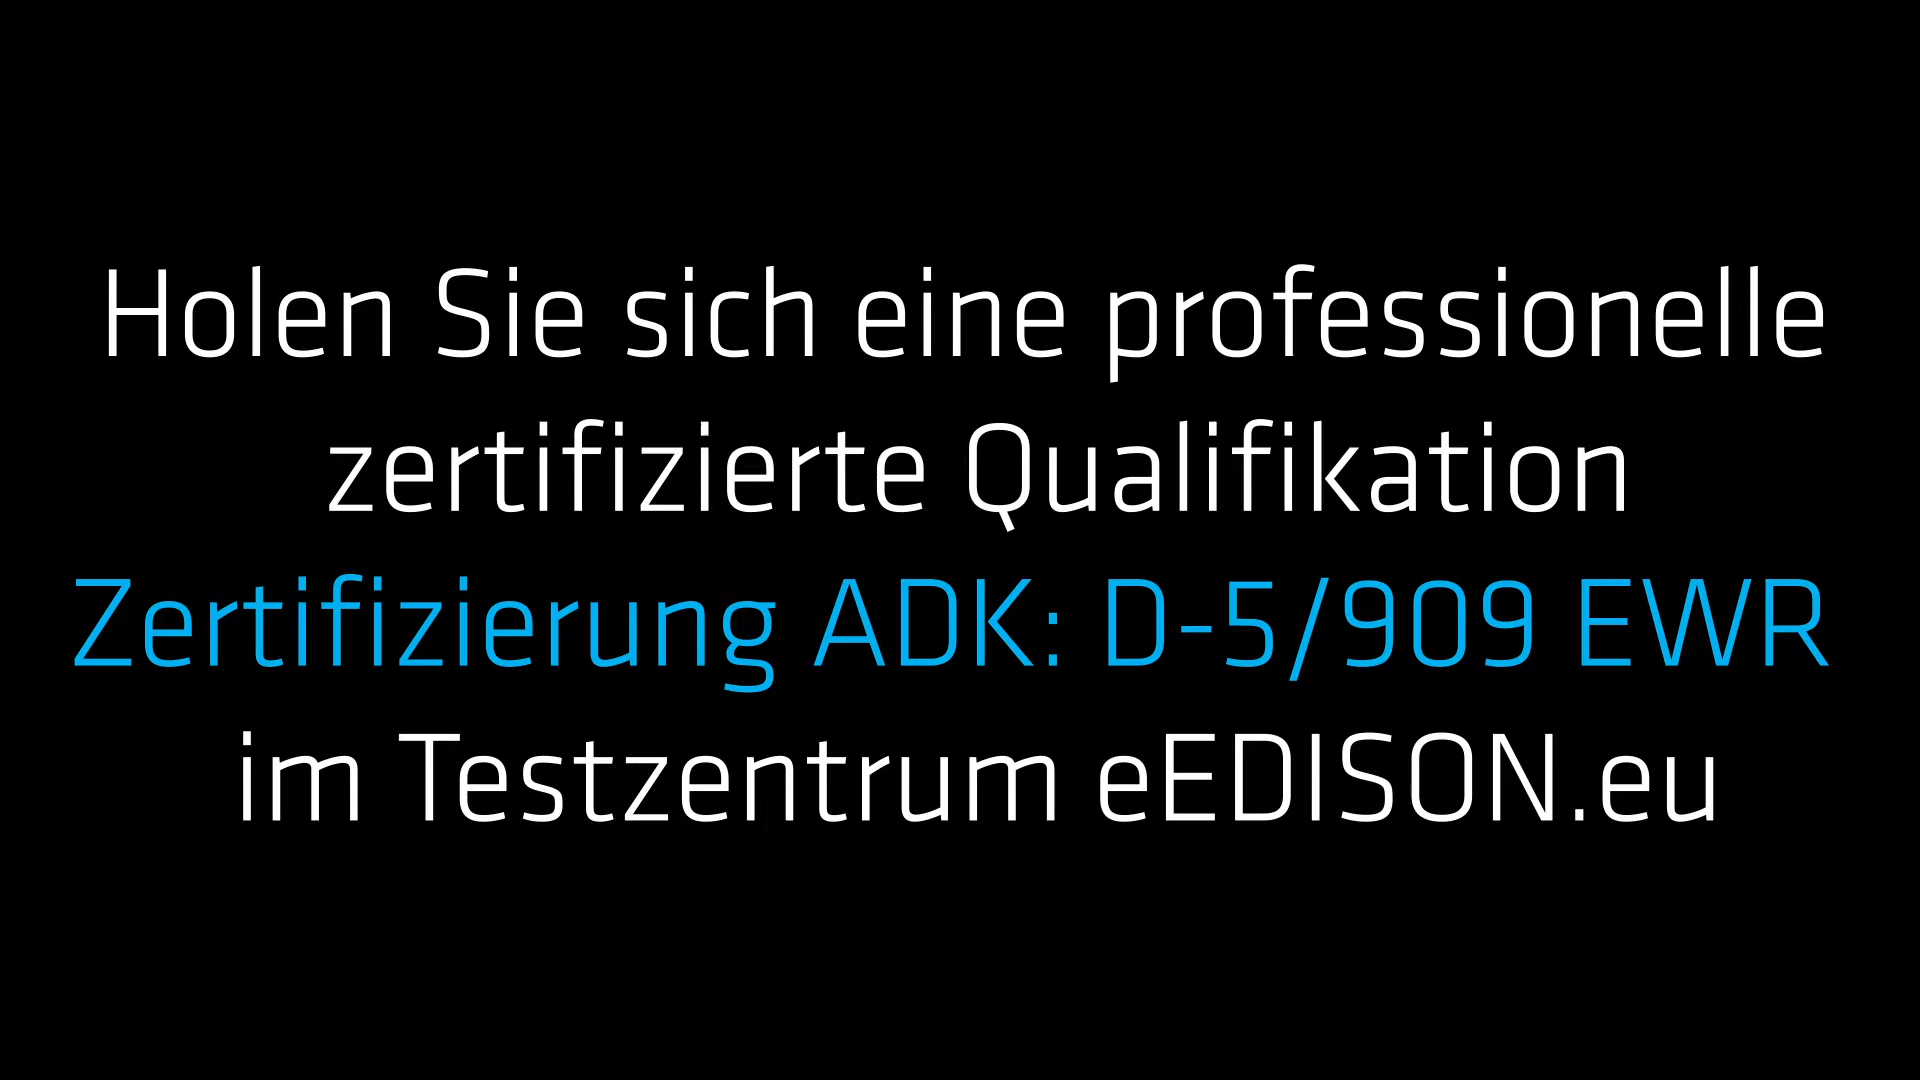 Holen Sie sich eine professionelle
zertifizierte Qualifikation
Zertifizierung ADK: D-5/909 EWR
im Testzentrum eEDISON.eu